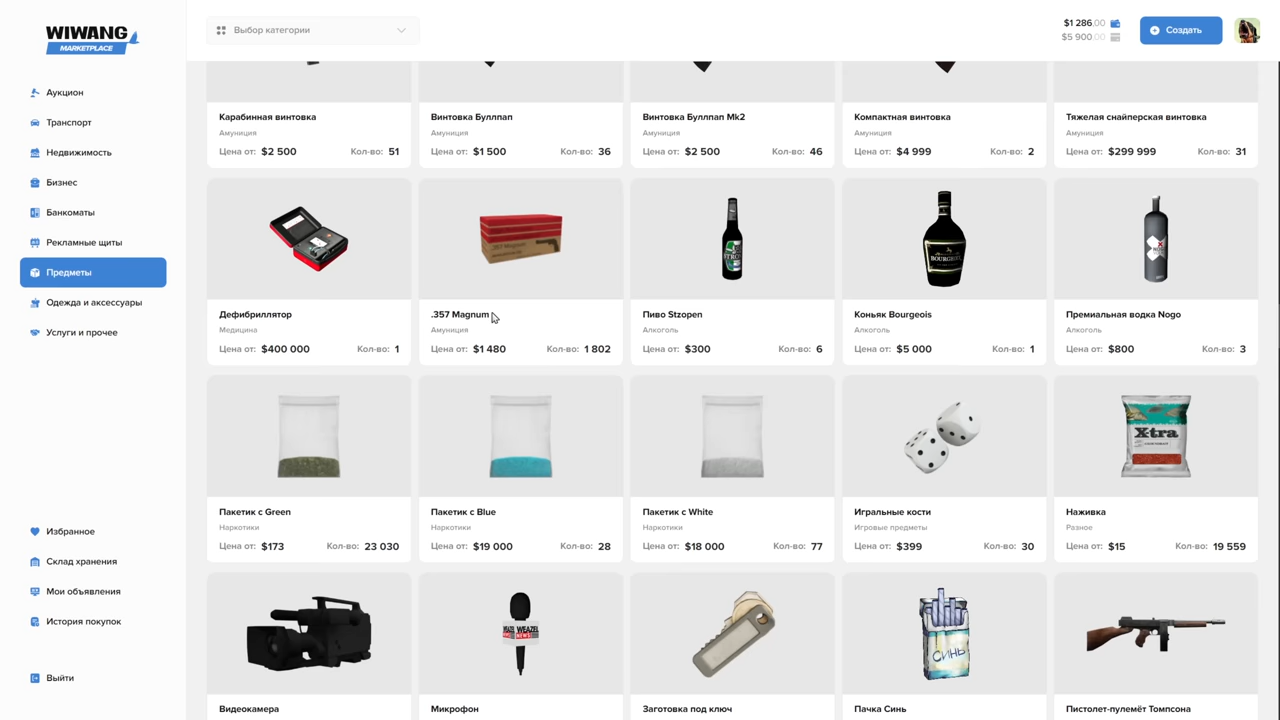 WIWANG
MARKETPLACE
Выбор категории
$1 286,00
$5 900,00
Создать
Аукцион
Транспорт
Недвижимость
Бизнес
Банкоматы
Рекламные щиты
Предметы
Одежда и аксессуары
Услуги и прочее
Избранное
Склад хранения
Мои объявления
История покупок
Выйти
Карабинная винтовка
Амуниция
Цена от: $2 500 Кол-во: 51
Винтовка Буллпап
Амуниция
Цена от: $1 500 Кол-во: 36
Винтовка Буллпап Mk2
Амуниция
Цена от: $2 500 Кол-во: 46
Компактная винтовка
Амуниция
Цена от: $4 999 Кол-во: 2
Тяжелая снайперская винтовка
Амуниция
Цена от: $299 999 Кол-во: 31
Дефибриллятор
Медицина
Цена от: $400 000 Кол-во: 1
.357 Magnum
.357 Magnum
Амуниция
Цена от: $1 480 Кол-во: 1 802
Пиво Stzopen
Алкоголь
Цена от: $300 Кол-во: 6
BOURGEOIS
Коньяк Bourgeois
Алкоголь
Цена от: $5 000 Кол-во: 1
Премиальная водка Nogo
Алкоголь
Цена от: $800 Кол-во: 3
Пакетик с Green
Наркотики
Цена от: $173 Кол-во: 23 030
Пакетик с Blue
Наркотики
Цена от: $19 000 Кол-во: 28
Пакетик с White
Наркотики
Цена от: $18 000 Кол-во: 77
Игральные кости
Игровые предметы
Цена от: $399 Кол-во: 30
X-tra
Наживка
Разное
Цена от: $15 Кол-во: 19 559
Видеокамера
WEAZEL
NEWS
Микрофон
Заготовка под ключ
СИНЬ
Пачка Синь
Пистолет-пулемёт Томпсона